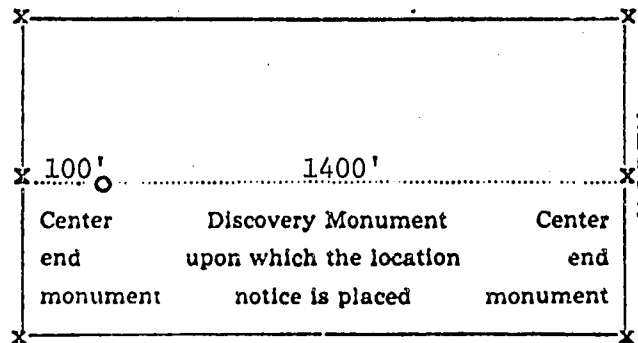 100' 1400'
Center Discovery Monument Center
end upon which the location end
monument notice is placed monument